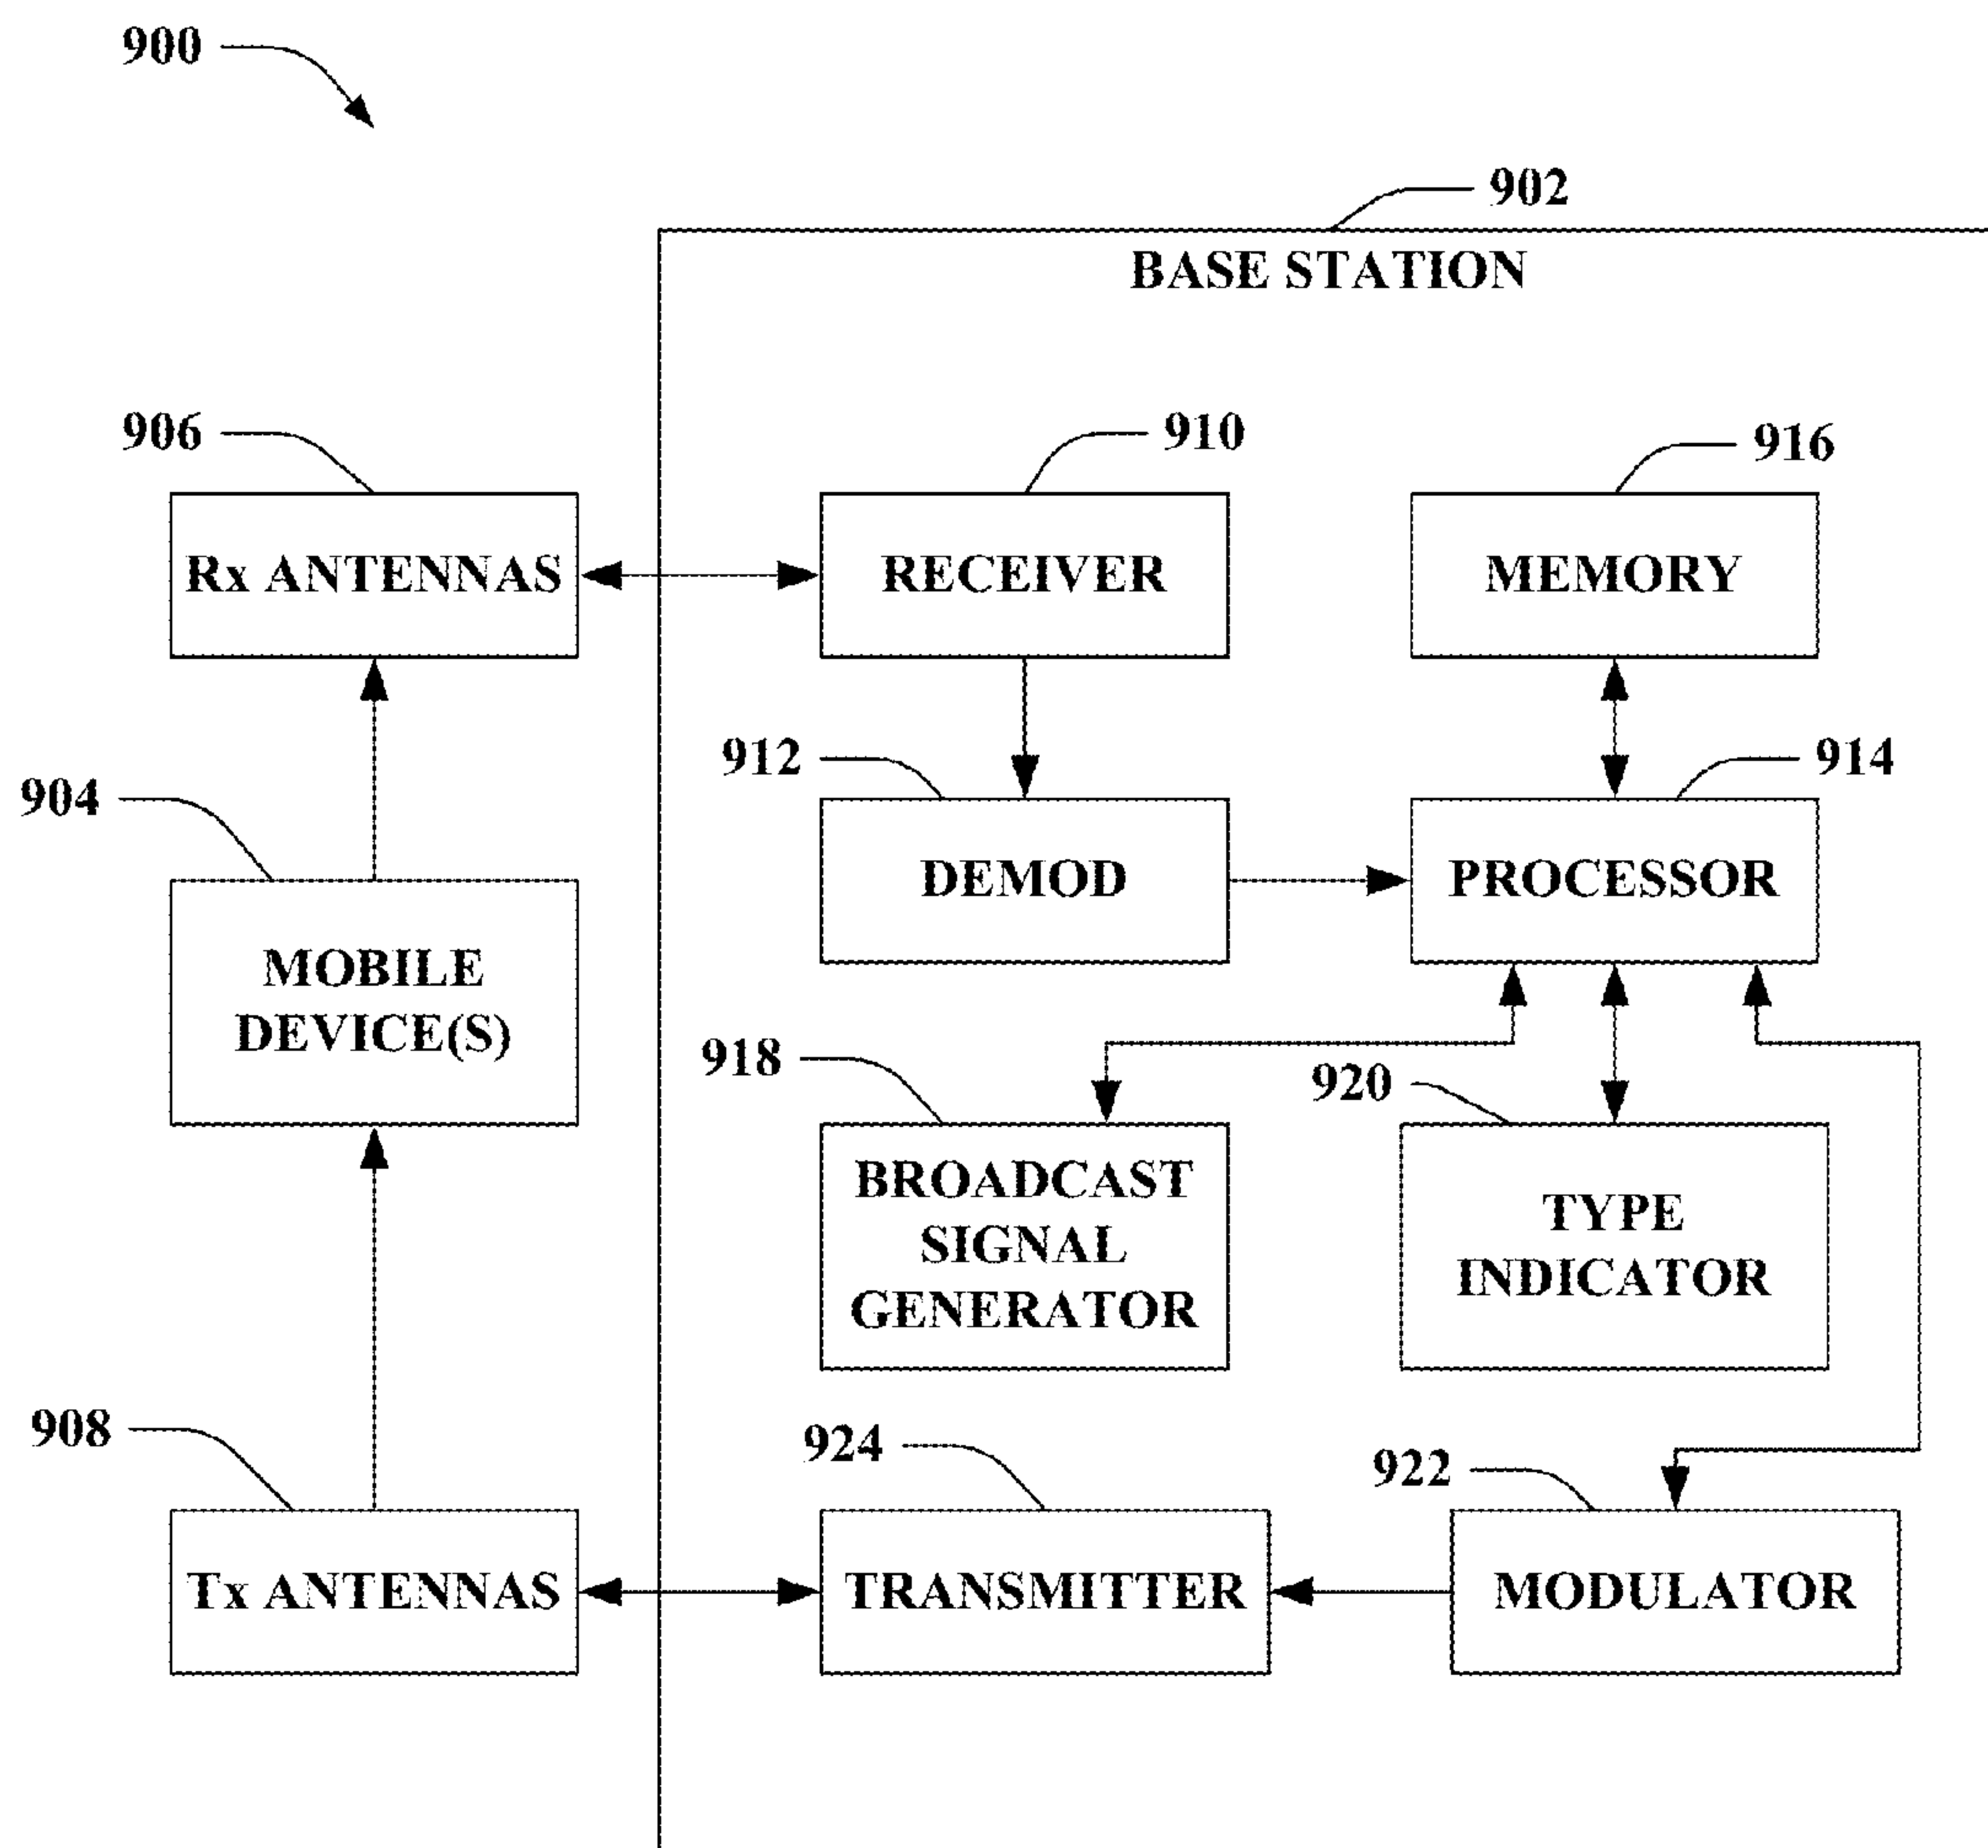 900
902
BASE STATION
906
910
916
Rx ANTENNAS
RECEIVER
MEMORY
912
914
904
DEMOD
PROCESSOR
MOBILE
DEVICE(S)
918
920
BROADCAST
SIGNAL
GENERATOR
TYPE
INDICATOR
908
924
922
Tx ANTENNAS
TRANSMITTER
MODULATOR